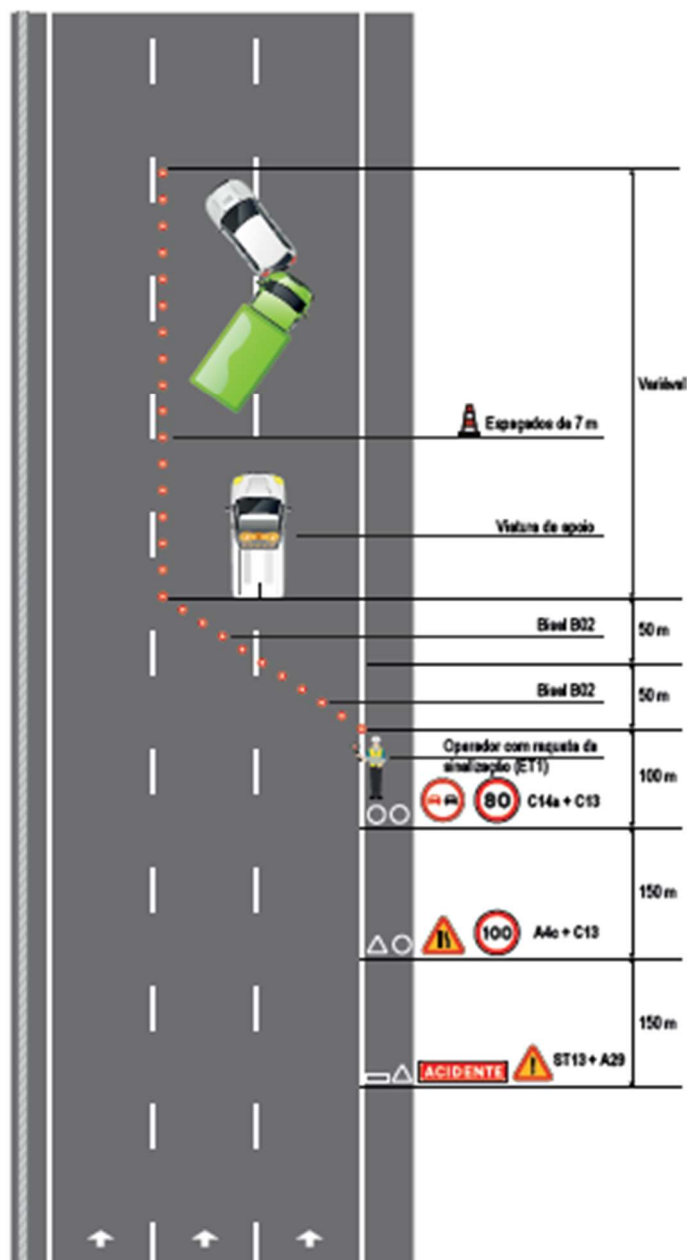 Variável
Espaçados de 7 m
Viatura de apoio
Bisel B02
50 m
Bisel B02
50 m
Operador com raqueta de
sinalização (ET1)
100 m
80
C14a + C13
150 m
100
A4c + C13
150 m
ACIDENTE
ST13 + A29